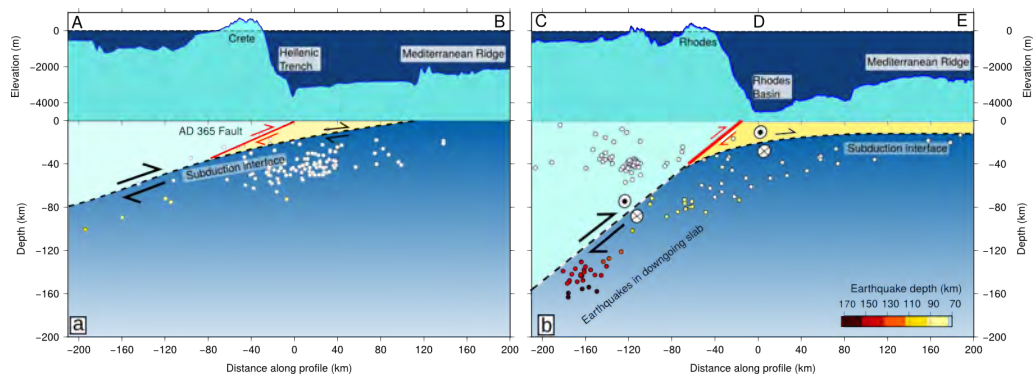 A
B
C
D
E
Elevation (m)
0
−2000
−4000
Crete
Hellenic
Trench
Mediterranean Ridge
Rhodes
Rhodes
Basin
Mediterranean Ridge
0
−2000
−4000
Elevation (m)
Depth (km)
0
−40
−80
−120
−160
−200
AD 365 Fault
Subduction interface
a
Subduction interface
Earthquakes in downgoing slab
Earthquake depth (km)
170 150 130 110 90 70
b
0
−40
−80
−120
−160
−200
Depth (km)
−200 −160 −120 −80 −40 0 40 80 120 160 200
Distance along profile (km)
−200 −160 −120 −80 −40 0 40 80 120 160 200
Distance along profile (km)